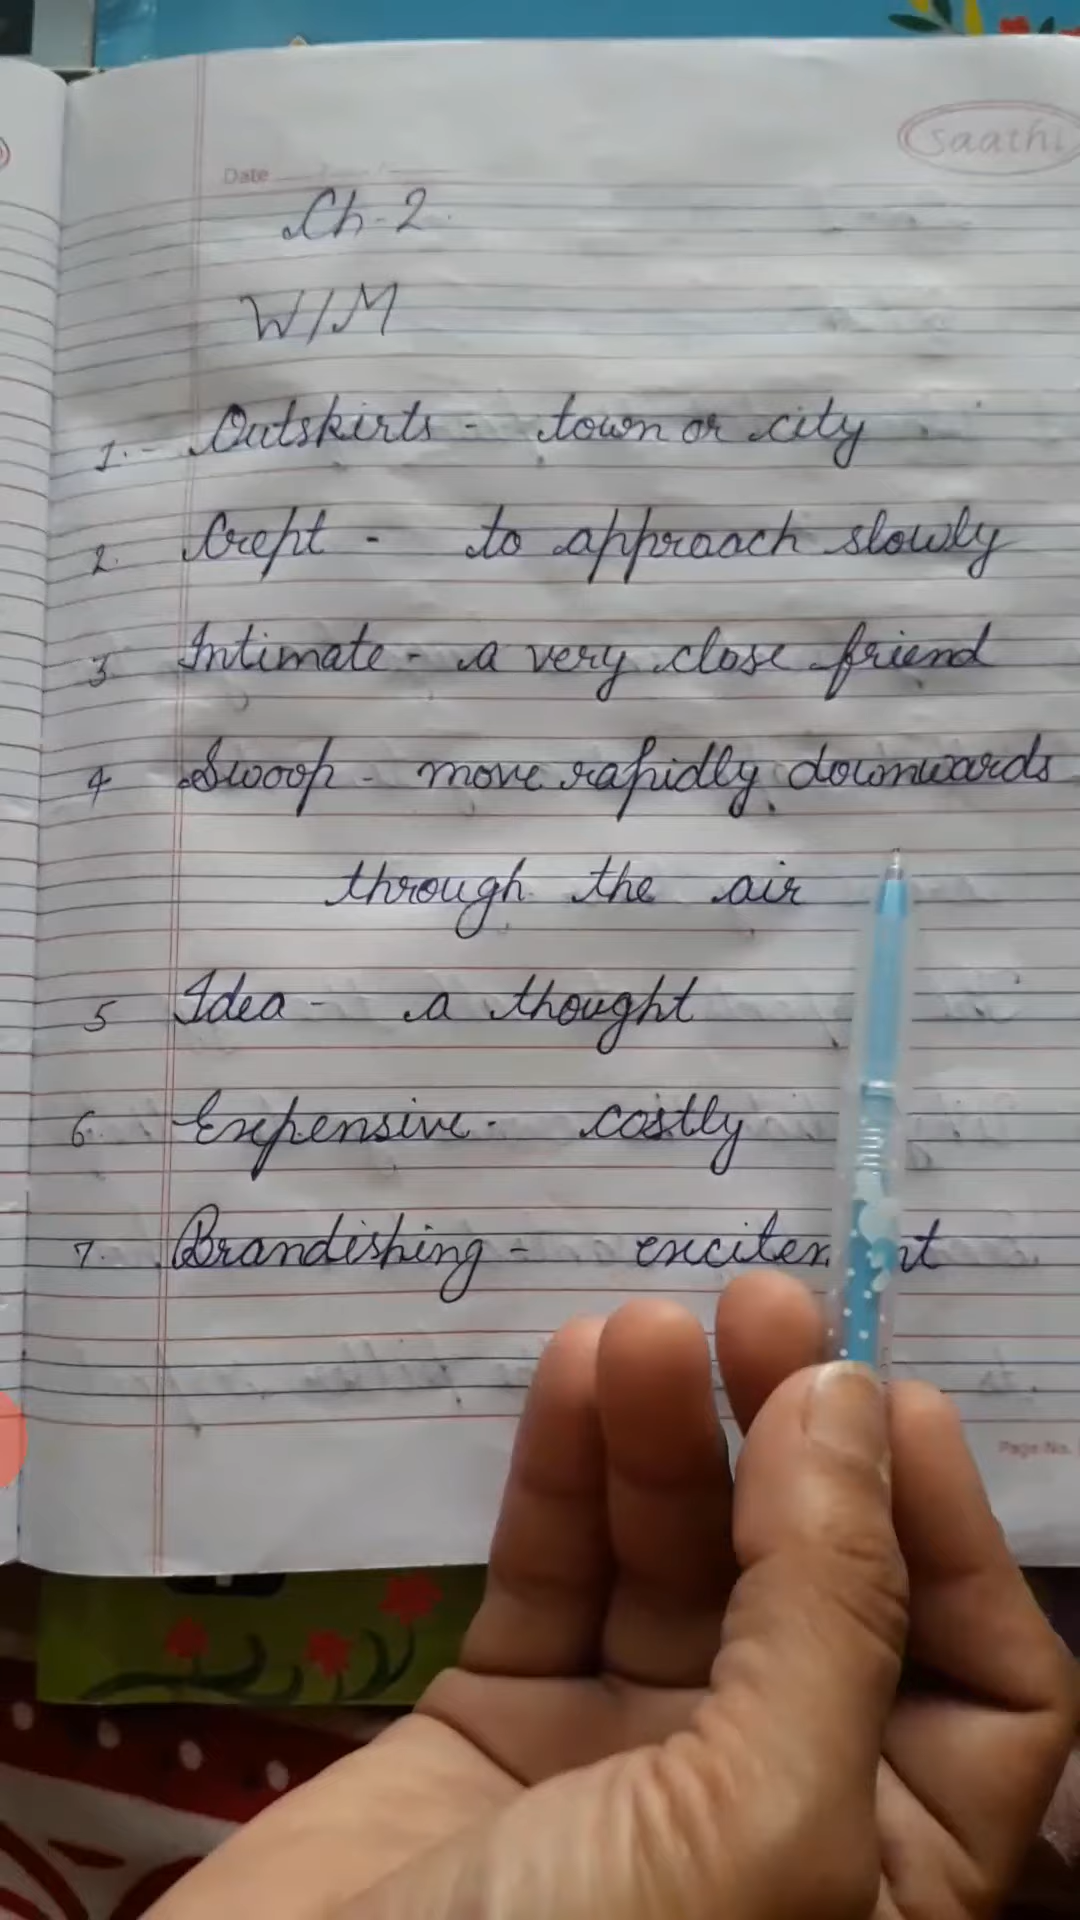 saathi
Date
Ch-2
W/M
1.- Outskirts - town or city
2. Crept - to approach slowly
3 Intimate - a very close friend
4 Swoop - move rapidly downwards
through the air
5 Idea - a thought
6. Expensive - costly
7. Brandishing -
Page No.